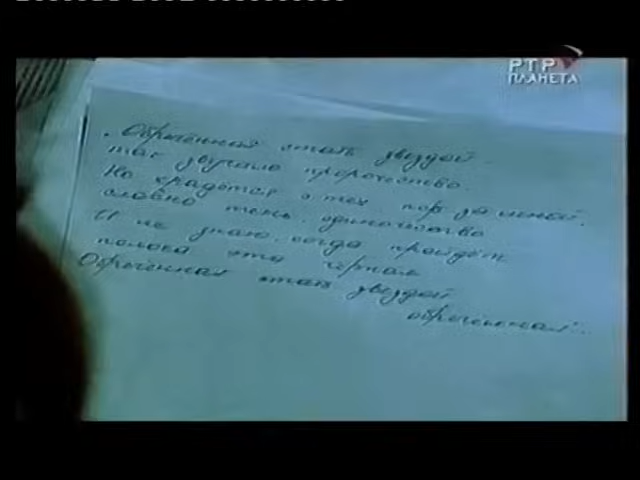 РТР
ПЛАНЕТА
„Обречённая стать звездой",
так звучало пророчество.
Но крадётся с тех пор за мной,
словно тень, одиночество
И не знаю, когда пройдёт
полоса эта чёрная
Обречённая стать звездой
обречённая...